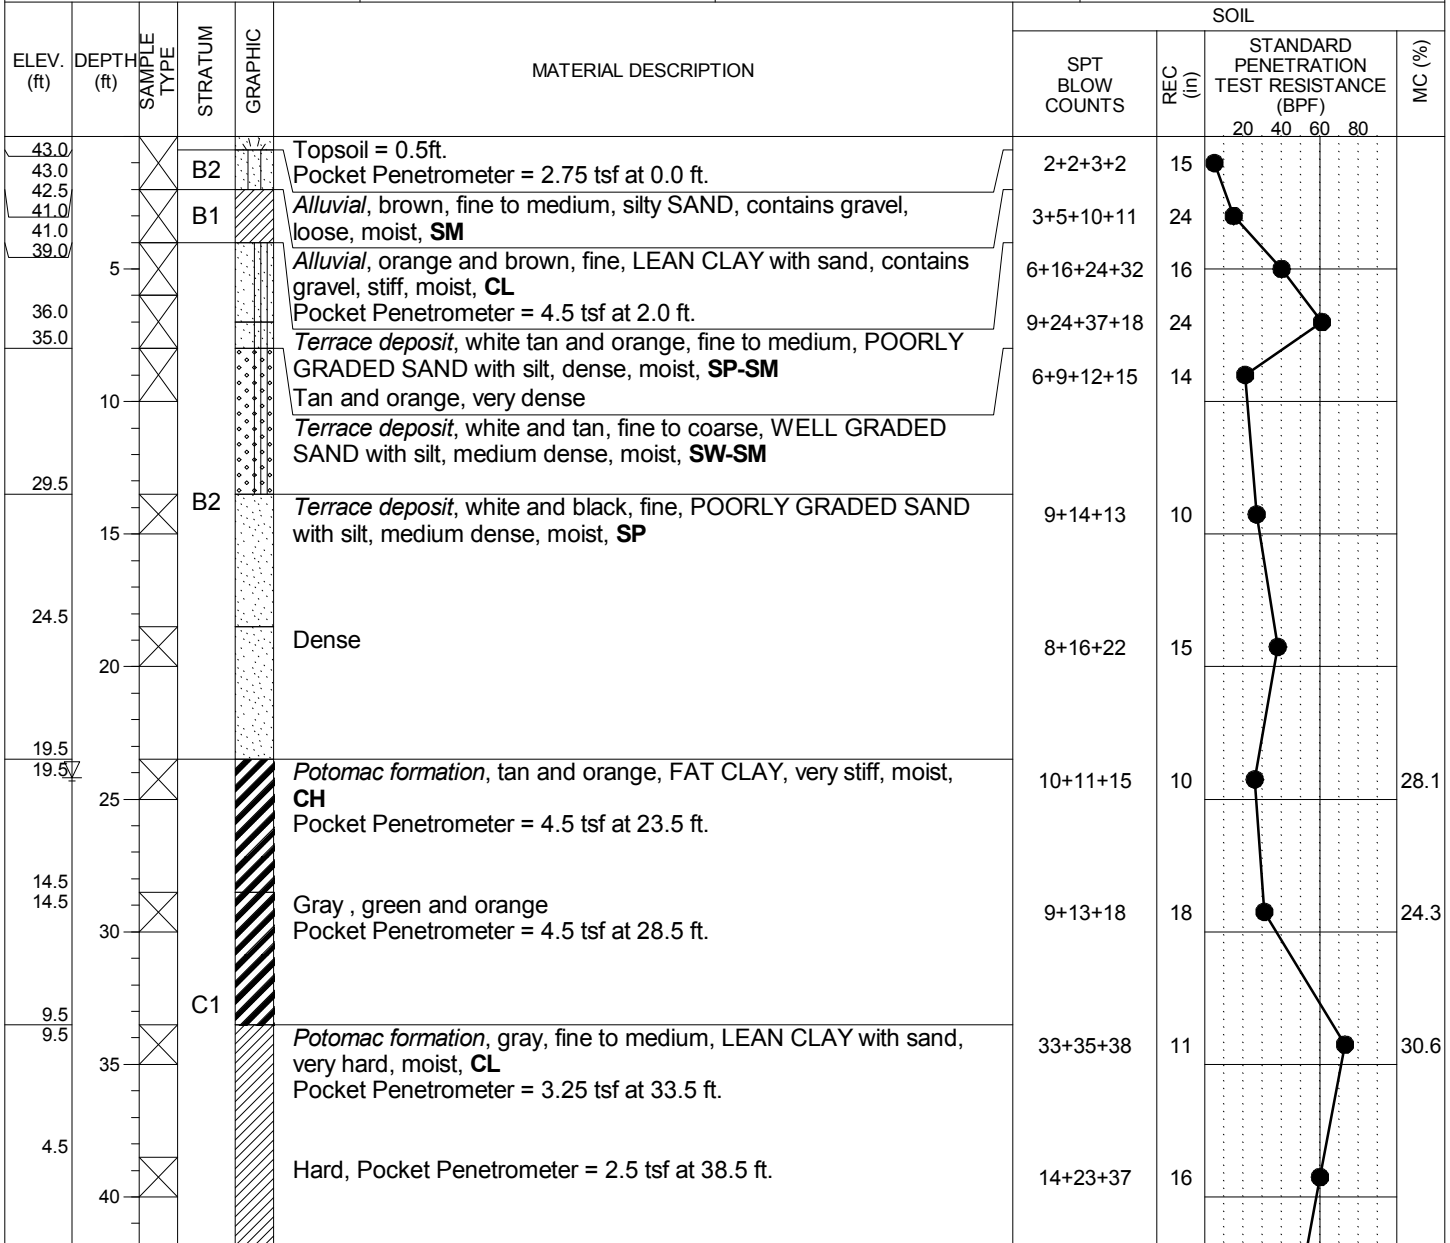 SOIL
ELEV. (ft)
DEPTH (ft)
SAMPLE TYPE
STRATUM
GRAPHIC
MATERIAL DESCRIPTION
SPT BLOW COUNTS
REC (in)
STANDARD PENETRATION TEST RESISTANCE (BPF)
20 40 60 80
MC (%)
43.0
Topsoil = 0.5ft.
43.0
B2
Pocket Penetrometer = 2.75 tsf at 0.0 ft.
2+2+3+2 15
42.5
41.0
B1
Alluvial, brown, fine to medium, silty SAND, contains gravel,
loose, moist, SM
3+5+10+11 24
41.0
39.0
5
Alluvial, orange and brown, fine, LEAN CLAY with sand, contains
gravel, stiff, moist, CL
6+16+24+32 16
36.0
Pocket Penetrometer = 4.5 tsf at 2.0 ft.
9+24+37+18 24
35.0
Terrace deposit, white tan and orange, fine to medium, POORLY
GRADED SAND with silt, dense, moist, SP-SM
6+9+12+15 14
10
Tan and orange, very dense
Terrace deposit, white and tan, fine to coarse, WELL GRADED
SAND with silt, medium dense, moist, SW-SM
29.5
B2
Terrace deposit, white and black, fine, POORLY GRADED SAND
with silt, medium dense, moist, SP
9+14+13 10
15
24.5
Dense
8+16+22 15
20
19.5
19.5
Potomac formation, tan and orange, FAT CLAY, very stiff, moist,
CH
10+11+15 10 28.1
25
Pocket Penetrometer = 4.5 tsf at 23.5 ft.
14.5
14.5
Gray , green and orange
9+13+18 18 24.3
30
Pocket Penetrometer = 4.5 tsf at 28.5 ft.
C1
9.5
9.5
Potomac formation, gray, fine to medium, LEAN CLAY with sand,
very hard, moist, CL
33+35+38 11 30.6
35
Pocket Penetrometer = 3.25 tsf at 33.5 ft.
4.5
Hard, Pocket Penetrometer = 2.5 tsf at 38.5 ft.
14+23+37 16
40